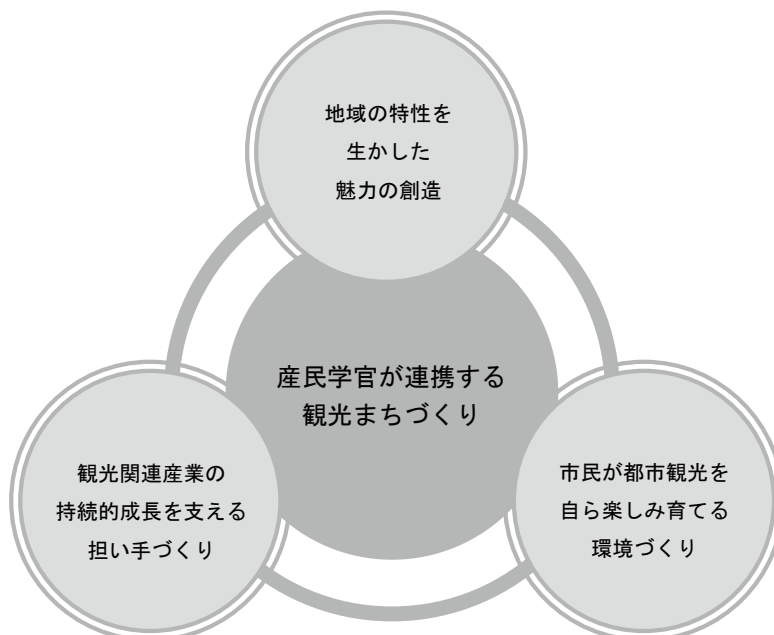 地域の特性を
生かした
魅力の創造
産民学官が連携する
観光まちづくり
観光関連産業の
持続的成長を支える
担い手づくり
市民が都市観光を
自ら楽しみ育てる
環境づくり